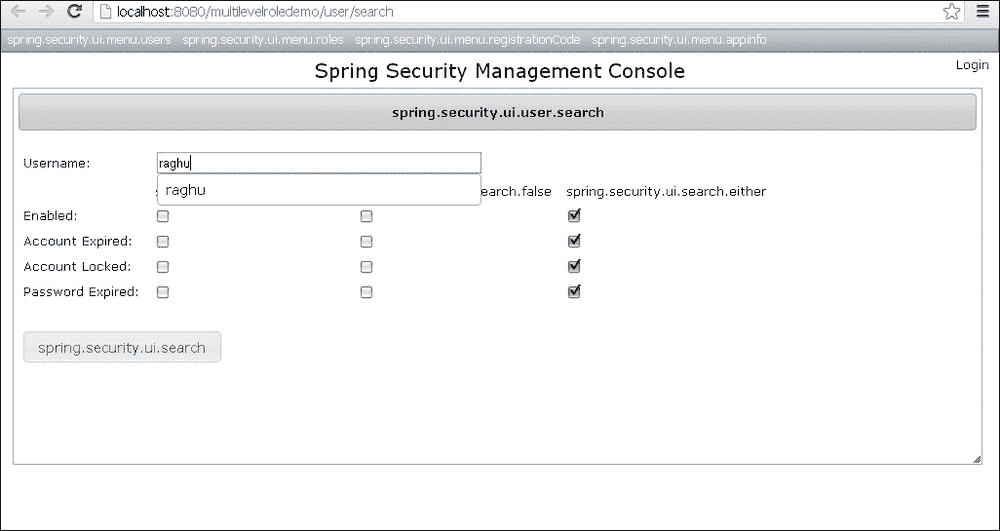 localhost:8080/multilevelroledemo/user/search
spring.security.ui.menu.users spring.security.ui.menu.roles spring.security.ui.menu.registrationCode spring.security.ui.menu.appinfo
Login
Spring Security Management Console
spring.security.ui.user.search
Username: raghu
raghu
earch.false spring.security.ui.search.either
Enabled:
Account Expired:
Account Locked:
Password Expired:
spring.security.ui.search